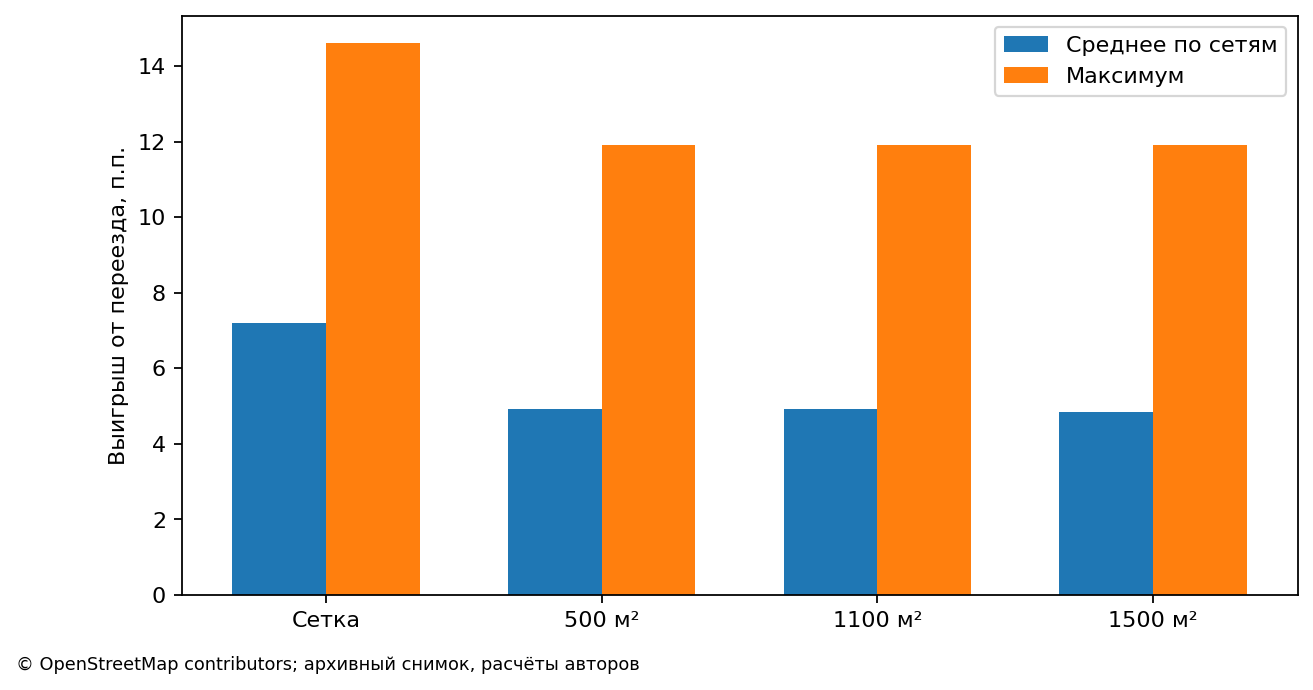 Среднее по сетям
Максимум
Выигрыш от переезда, п.п.
14
12
10
8
6
4
2
0
Сетка
500 м²
1100 м²
1500 м²
© OpenStreetMap contributors; архивный снимок, расчёты авторов